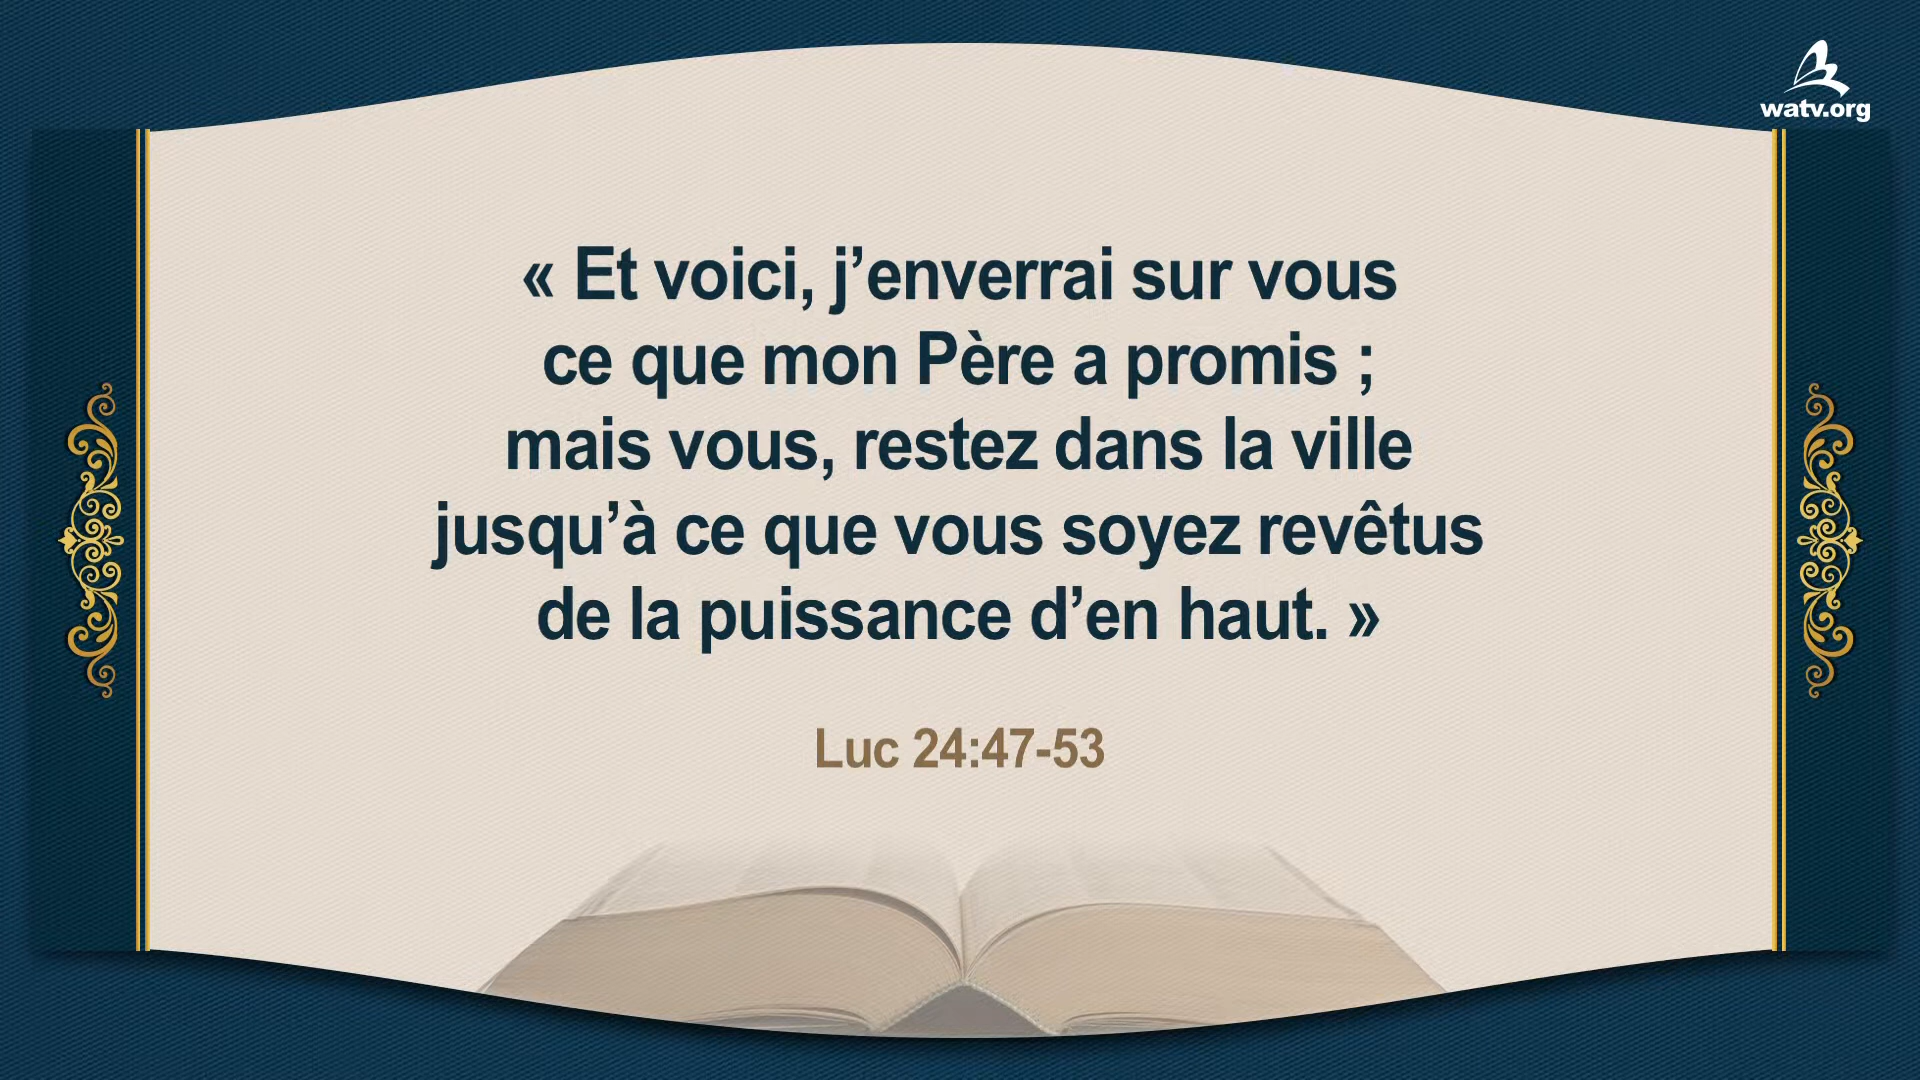 watv.org
« Et voici, j’enverrai sur vous
ce que mon Père a promis ;
mais vous, restez dans la ville
jusqu’à ce que vous soyez revêtus
de la puissance d’en haut. »
Luc 24:47-53